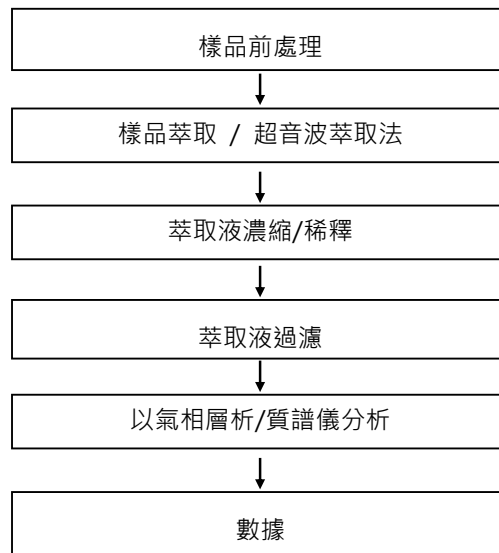 樣品前處理
樣品萃取 / 超音波萃取法
萃取液濃縮/稀釋
萃取液過濾
以氣相層析/質譜儀分析
數據